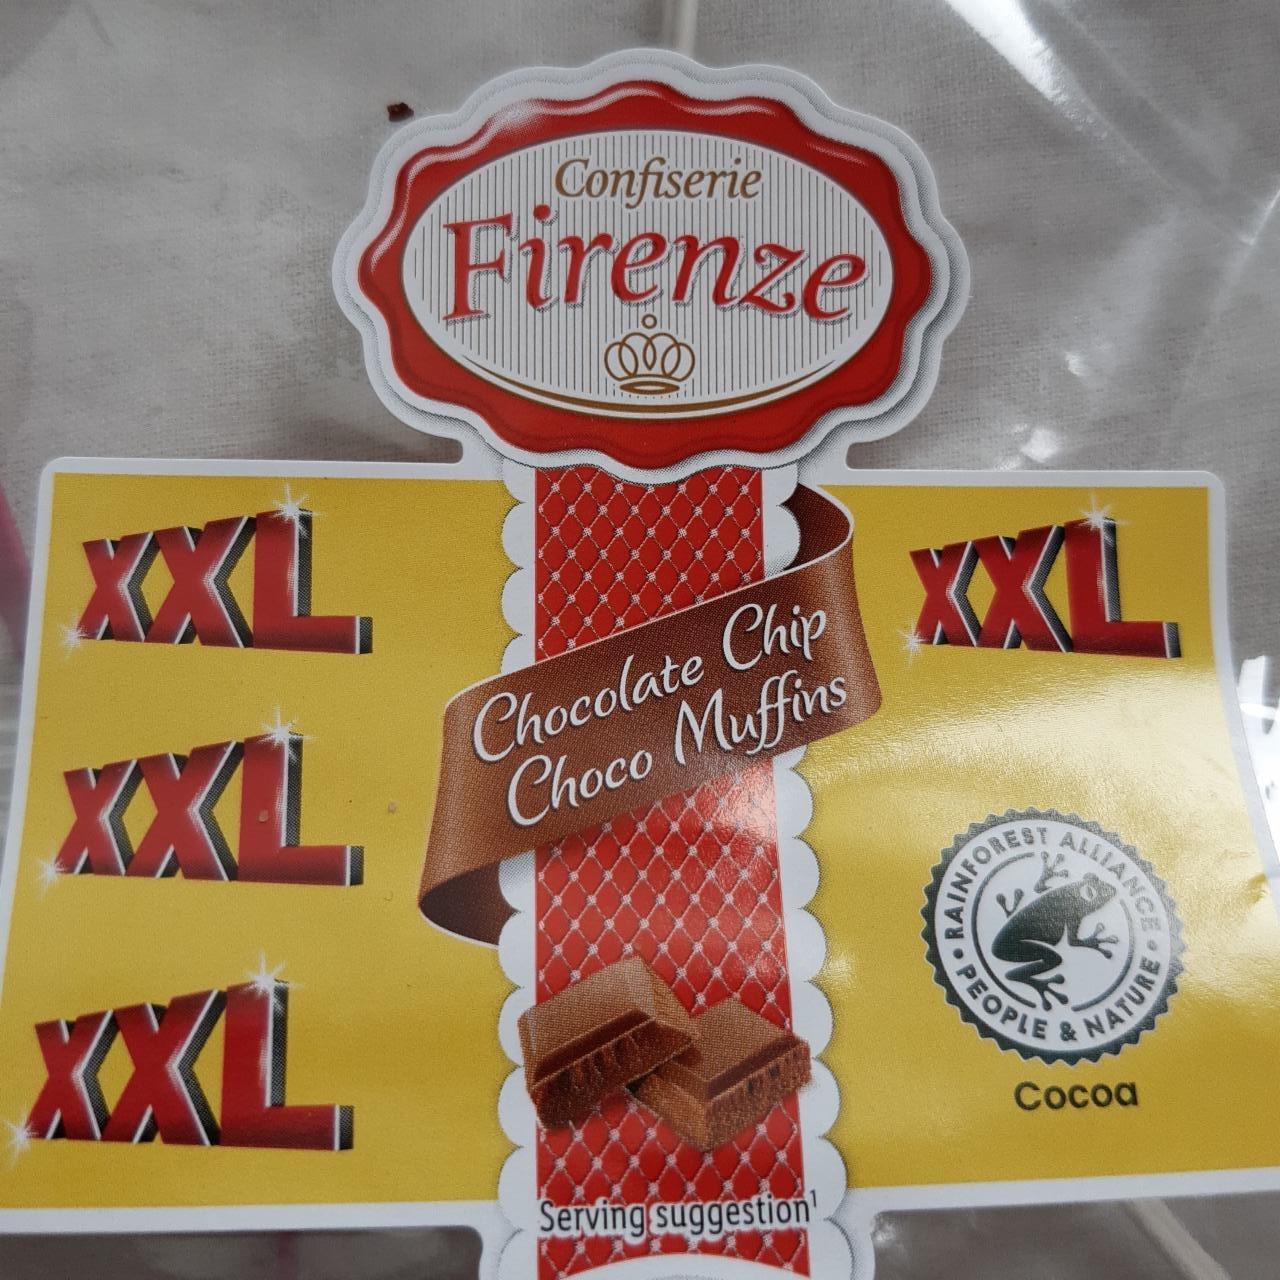 Confiserie
Firenze
XXL
XXL
XXL
XXL
Chocolate Chip
Choco Muffins
RAINFOREST ALLIANCE
• PEOPLE & NATURE •
Cocoa
Serving suggestion¹